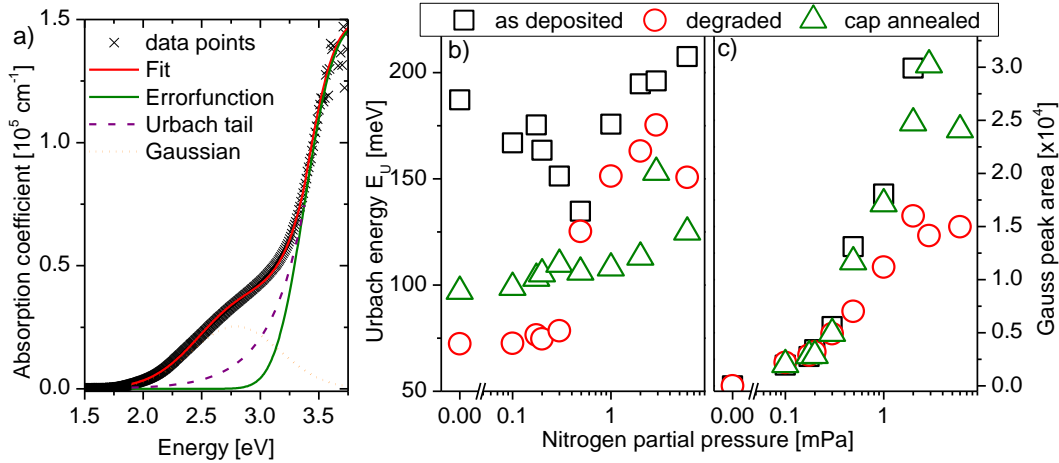 as deposited degraded cap annealed
a)
data points
Fit
Errorfunction
Urbach tail
Gaussian
Absorption coefficient [10⁵ cm⁻¹]
1.5
1.0
0.5
0.0
1.5 2.0 2.5 3.0 3.5
Energy [eV]
b)
Urbach energy E_U [meV]
200
150
100
50
0.00 0.1 1
c)
Gauss peak area [x10⁴]
3.0
2.5
2.0
1.5
1.0
0.5
0.0
0.00 0.1 1
Nitrogen partial pressure [mPa]